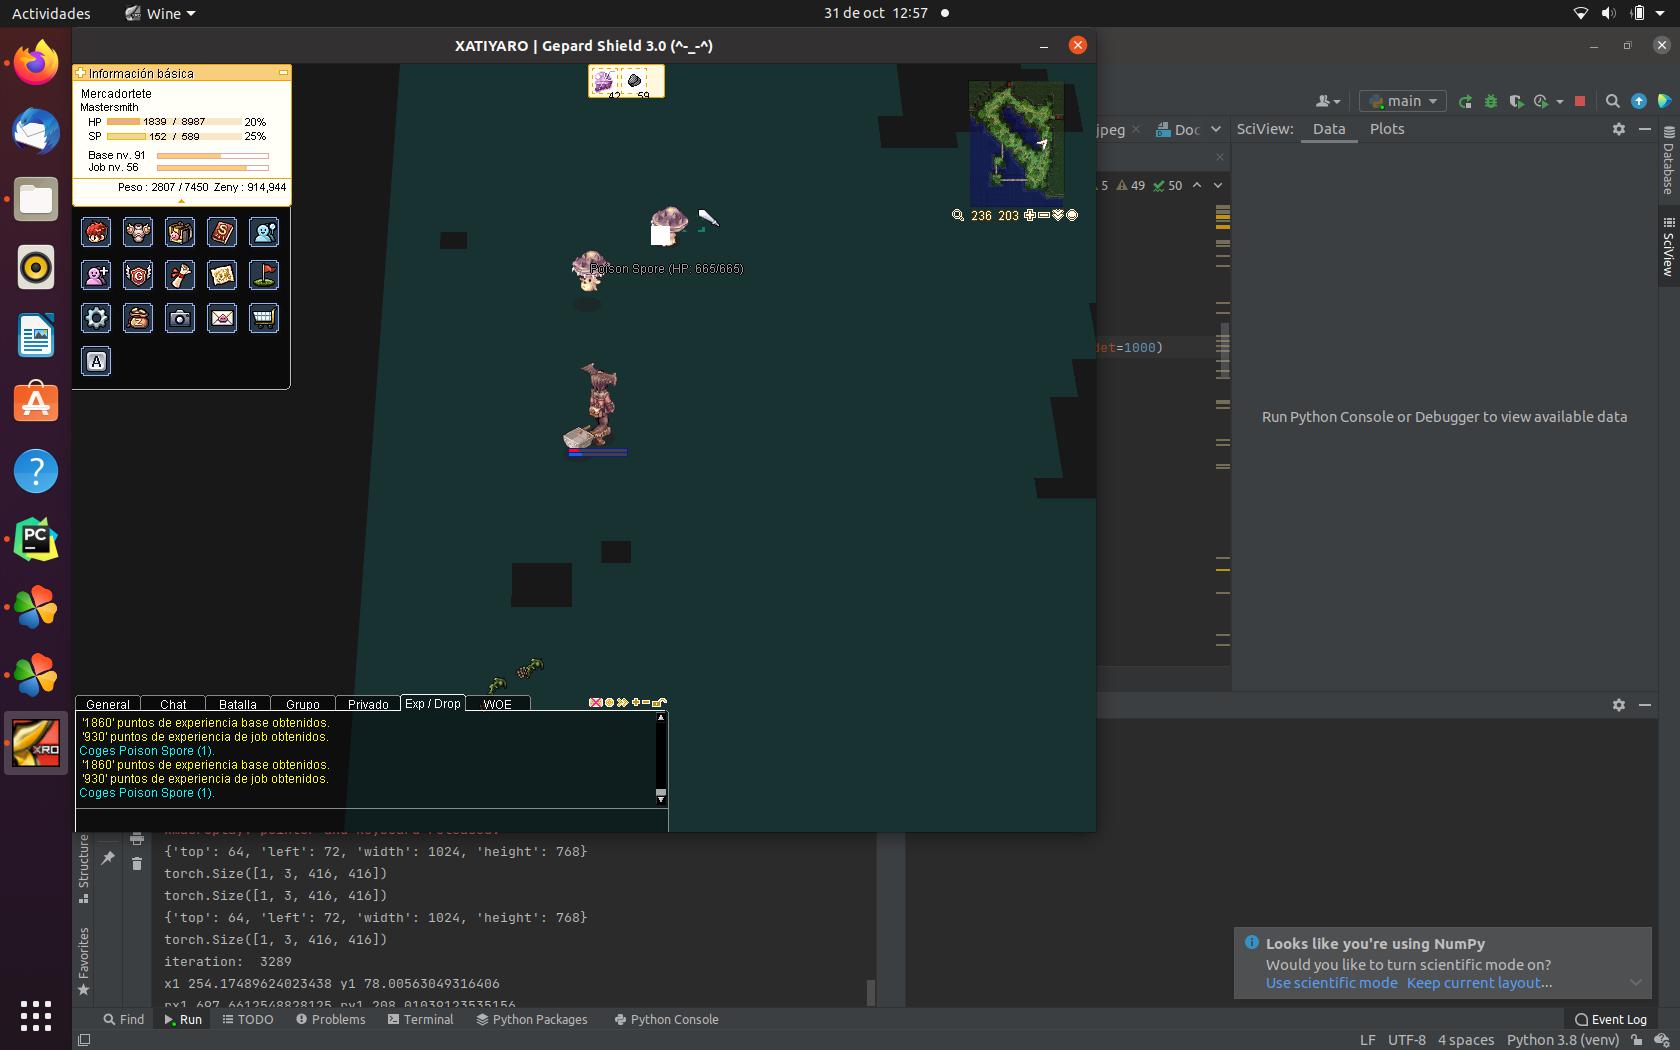 Actividades
Wine
31 de oct 12:57
XATIYARO | Gepard Shield 3.0 (^-_-^)
Información básica
Mercadortete
Mastersmith
HP 1839 / 8987 20%
SP 152 / 589 25%
Base nv. 91
Job nv. 56
Peso : 2807 / 7450 Zeny : 914,944
42 59
236 203
Poison Spore (HP: 665/665)
A
General
Chat
Batalla
Grupo
Privado
Exp / Drop
WOE
'1860' puntos de experiencia base obtenidos.
'930' puntos de experiencia de job obtenidos.
Coges Poison Spore (1).
'1860' puntos de experiencia base obtenidos.
'930' puntos de experiencia de job obtenidos.
Coges Poison Spore (1).
main
jpeg
Doc
SciView:
Data
Plots
5 49 50
det=1000)
Run Python Console or Debugger to view available data
Database
SciView
PC
XRO
{'top': 64, 'left': 72, 'width': 1024, 'height': 768}
torch.Size([1, 3, 416, 416])
torch.Size([1, 3, 416, 416])
{'top': 64, 'left': 72, 'width': 1024, 'height': 768}
torch.Size([1, 3, 416, 416])
iteration:  3289
x1 254.17489624023438 y1 78.00563049316406
rx1 697.6612548828125 ry1 208.01039123535156
Structure
Favorites
Looks like you're using NumPy
Would you like to turn scientific mode on?
Use scientific mode Keep current layout...
Find
Run
TODO
Problems
Terminal
Python Packages
Python Console
Event Log
LF UTF-8 4 spaces Python 3.8 (venv)